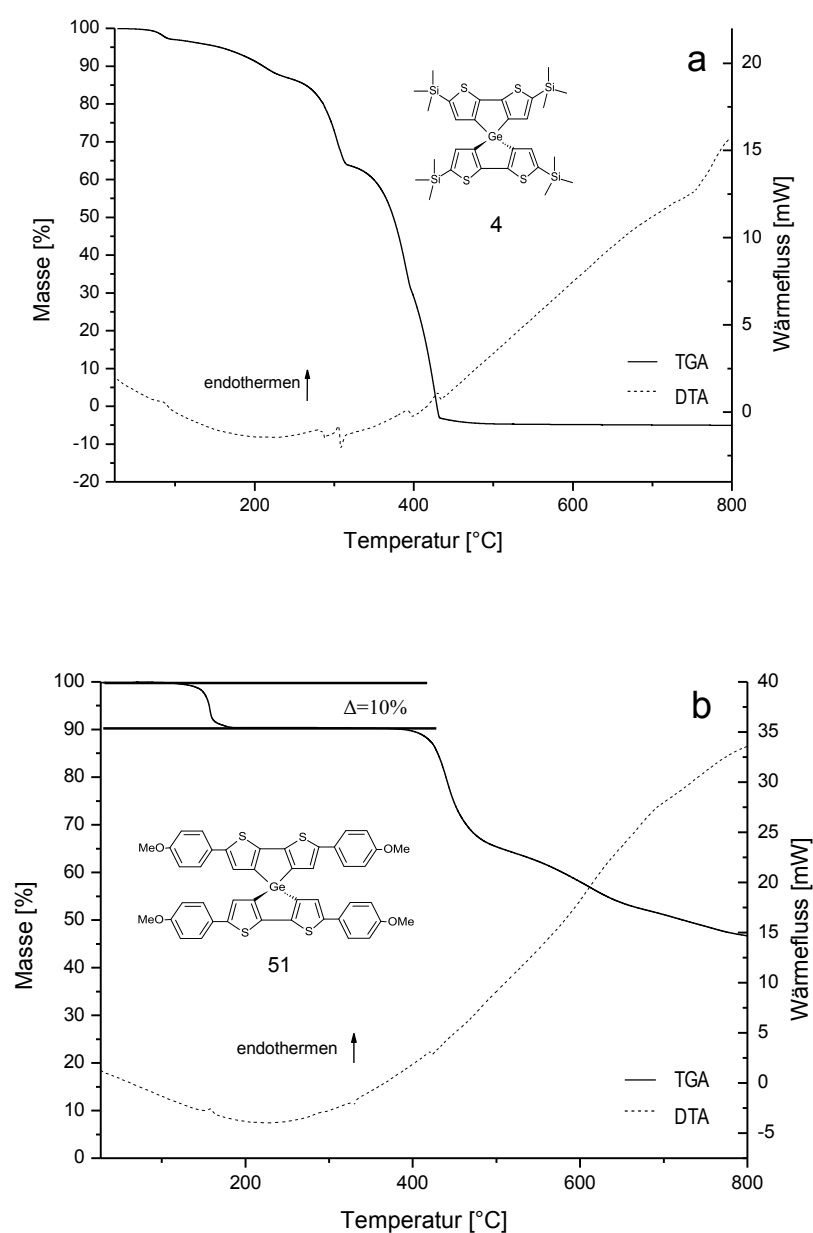 a
100
90
80
70
60
50
40
30
20
10
0
-10
-20
Masse [%]
20
15
10
5
0
Wärmefluss [mW]
Si
S
S
Si
Ge
Si
S
S
Si
4
endothermen
TGA
DTA
200
400
600
800
Temperatur [°C]
b
100
90
80
70
60
50
40
30
20
10
0
Masse [%]
40
35
30
25
20
15
10
5
0
-5
Wärmefluss [mW]
Δ=10%
MeO
S
S
OMe
Ge
MeO
S
S
OMe
51
endothermen
TGA
DTA
200
400
600
800
Temperatur [°C]